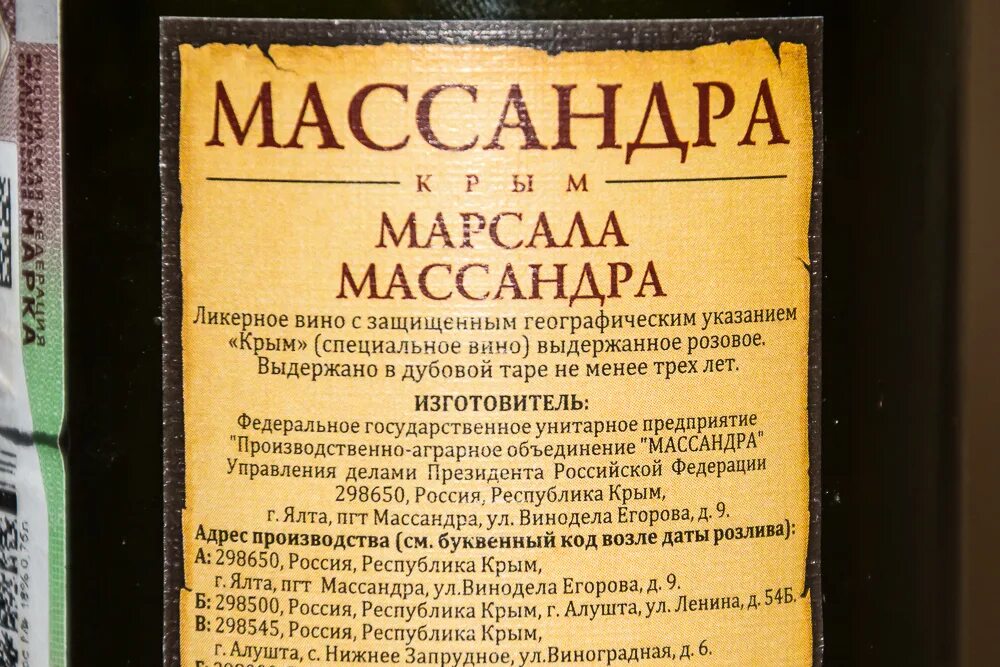 МАССАНДРА
КРЫМ
МАРСАЛА
МАССАНДРА
Ликерное вино с защищенным географическим указанием
«Крым» (специальное вино) выдержанное розовое.
Выдержано в дубовой таре не менее трех лет.
ИЗГОТОВИТЕЛЬ:
Федеральное государственное унитарное предприятие
"Производственно-аграрное объединение "МАССАНДРА"
Управления делами Президента Российской Федерации
298650, Россия, Республика Крым,
г. Ялта, пгт Массандра, ул. Винодела Егорова, д. 9.
Адрес производства (см. буквенный код возле даты розлива):
А: 298650, Россия, Республика Крым,
г. Ялта, пгт Массандра, ул.Винодела Егорова, д. 9.
Б: 298500, Россия, Республика Крым, г. Алушта, ул. Ленина, д. 54Б.
В: 298545, Россия, Республика Крым,
г. Алушта, с. Нижнее Запрудное, ул.Виноградная, д. 6.
РОССИЙСКАЯ ФЕДЕРАЦИЯ
МАРКА